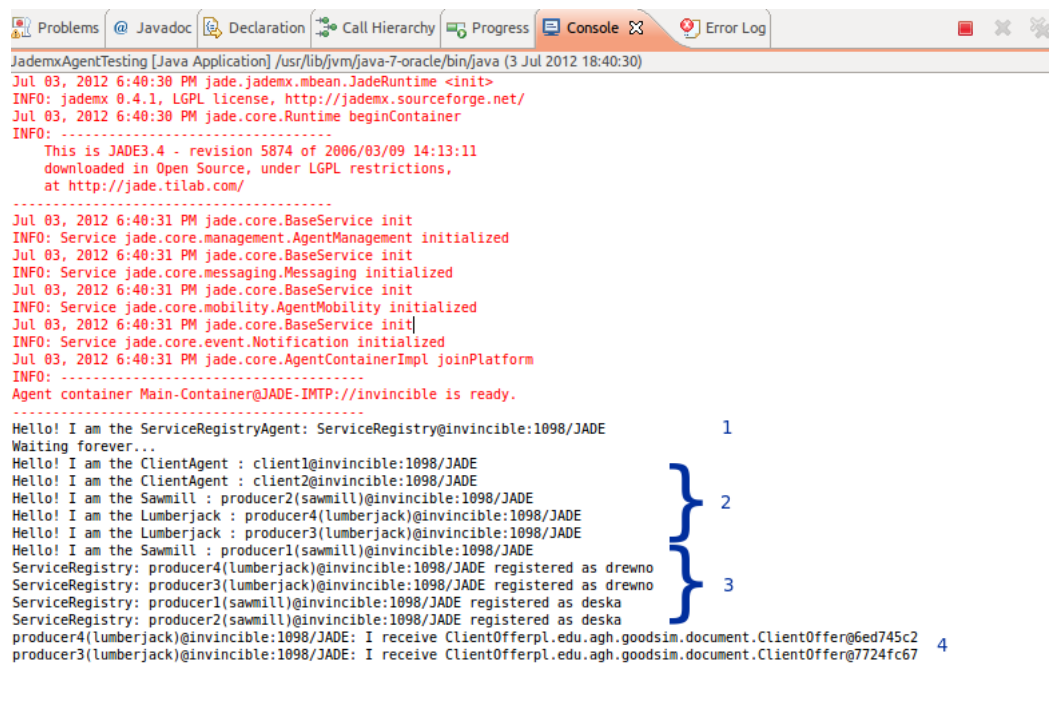 Problems @ Javadoc Declaration Call Hierarchy Progress Console Error Log
JademxAgentTesting [Java Application] /usr/lib/jvm/java-7-oracle/bin/java (3 Jul 2012 18:40:30)
Jul 03, 2012 6:40:30 PM jade.jademx.mbean.JadeRuntime <init>
INFO: jademx 0.4.1, LGPL license, http://jademx.sourceforge.net/
Jul 03, 2012 6:40:30 PM jade.core.Runtime beginContainer
INFO: ----------------------------------
This is JADE3.4 - revision 5874 of 2006/03/09 14:13:11
downloaded in Open Source, under LGPL restrictions,
at http://jade.tilab.com/
----------------------------------------
Jul 03, 2012 6:40:31 PM jade.core.BaseService init
INFO: Service jade.core.management.AgentManagement initialized
Jul 03, 2012 6:40:31 PM jade.core.BaseService init
INFO: Service jade.core.messaging.Messaging initialized
Jul 03, 2012 6:40:31 PM jade.core.BaseService init
INFO: Service jade.core.mobility.AgentMobility initialized
Jul 03, 2012 6:40:31 PM jade.core.BaseService init
INFO: Service jade.core.event.Notification initialized
Jul 03, 2012 6:40:31 PM jade.core.AgentContainerImpl joinPlatform
INFO: --------------------------------------
Agent container Main-Container@JADE-IMTP://invincible is ready.
--------------------------------------------
Hello! I am the ServiceRegistryAgent: ServiceRegistry@invincible:1098/JADE 1
Waiting forever...
Hello! I am the ClientAgent : client1@invincible:1098/JADE
Hello! I am the ClientAgent : client2@invincible:1098/JADE
Hello! I am the Sawmill : producer2(sawmill)@invincible:1098/JADE 2
Hello! I am the Lumberjack : producer4(lumberjack)@invincible:1098/JADE
Hello! I am the Lumberjack : producer3(lumberjack)@invincible:1098/JADE
Hello! I am the Sawmill : producer1(sawmill)@invincible:1098/JADE
ServiceRegistry: producer4(lumberjack)@invincible:1098/JADE registered as drewno
ServiceRegistry: producer3(lumberjack)@invincible:1098/JADE registered as drewno 3
ServiceRegistry: producer1(sawmill)@invincible:1098/JADE registered as deska
ServiceRegistry: producer2(sawmill)@invincible:1098/JADE registered as deska
producer4(lumberjack)@invincible:1098/JADE: I receive ClientOfferpl.edu.agh.goodsim.document.ClientOffer@6ed745c2 4
producer3(lumberjack)@invincible:1098/JADE: I receive ClientOfferpl.edu.agh.goodsim.document.ClientOffer@7724fc67